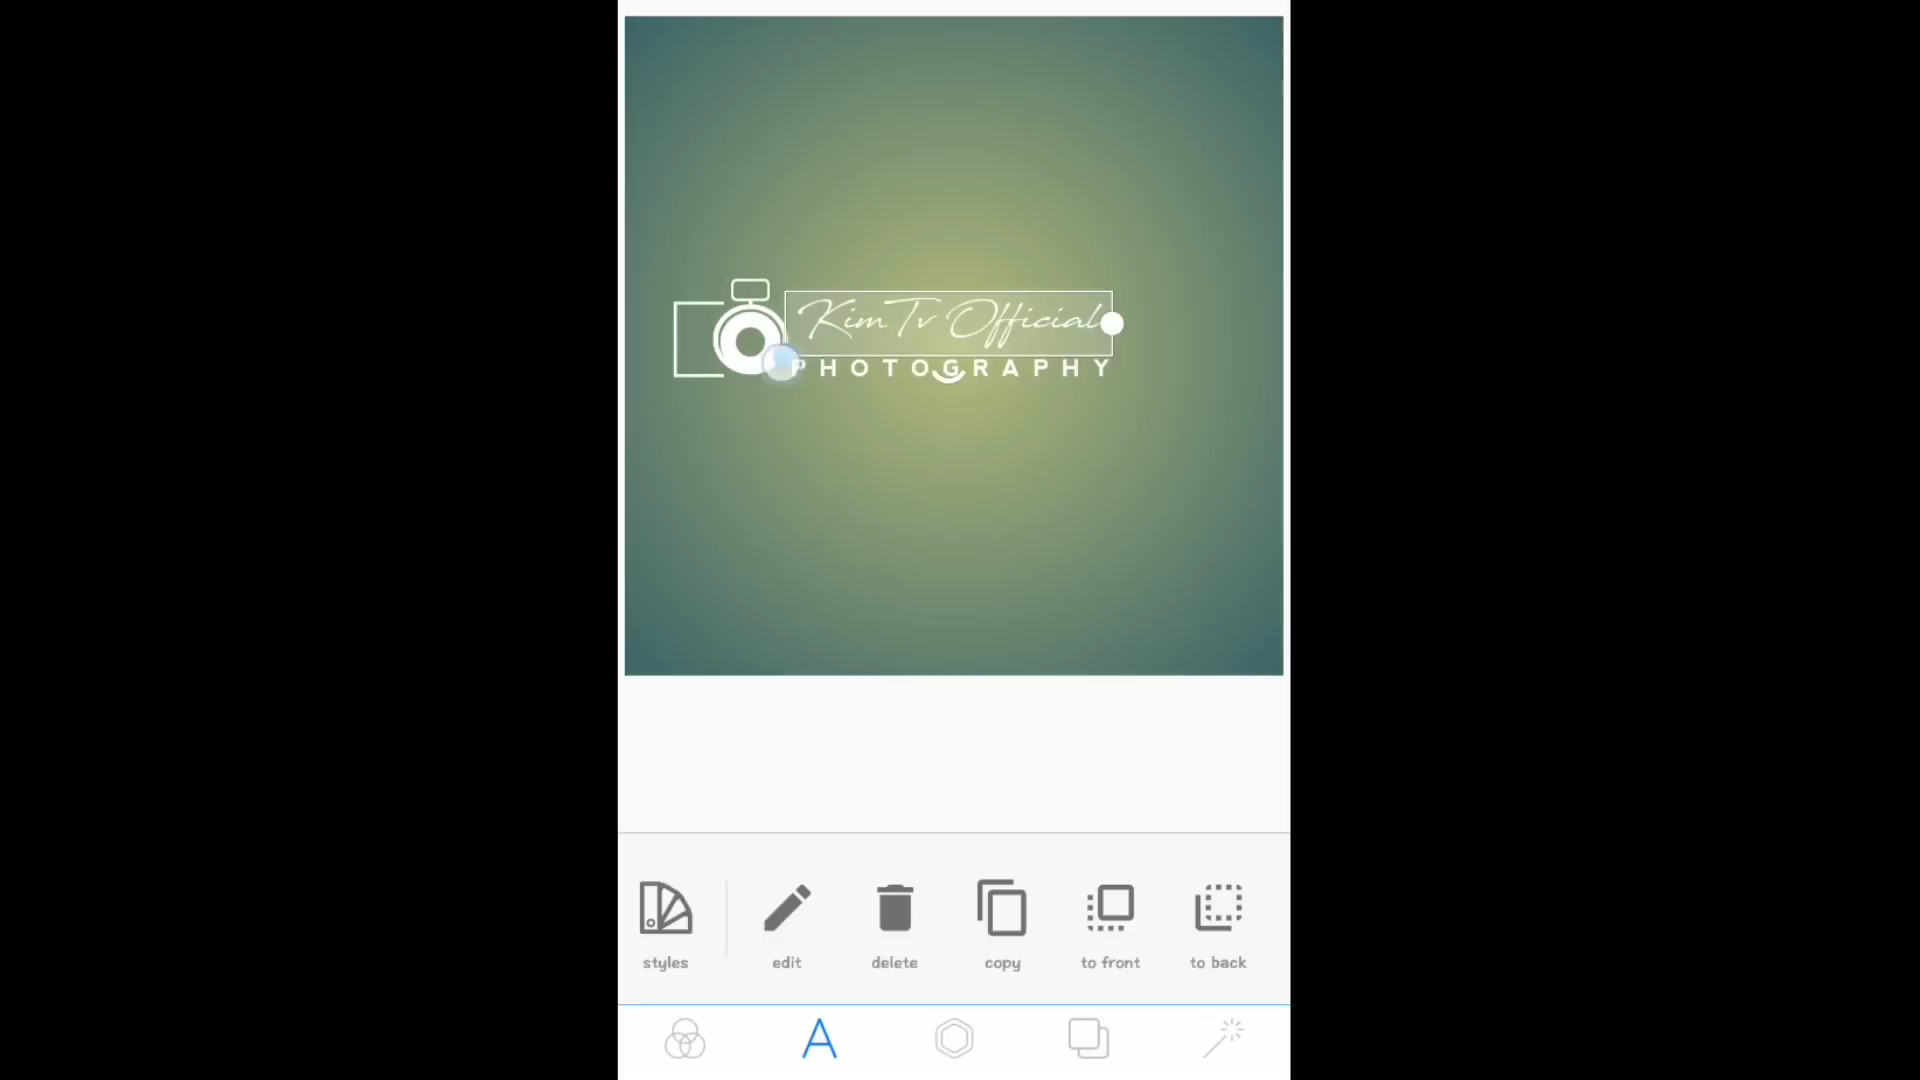 Kim Tv Official
PHOTOGRAPHY
styles
edit
delete
copy
to front
to back